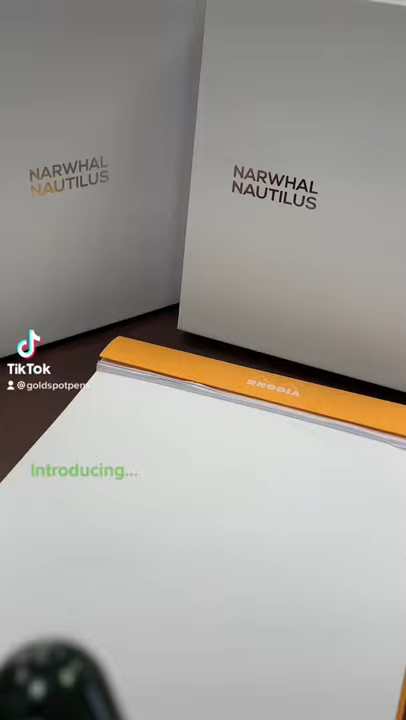 NARWHAL
NAUTILUS
NARWHAL
NAUTILUS
RHODIA
TikTok
@goldspotpens
Introducing...